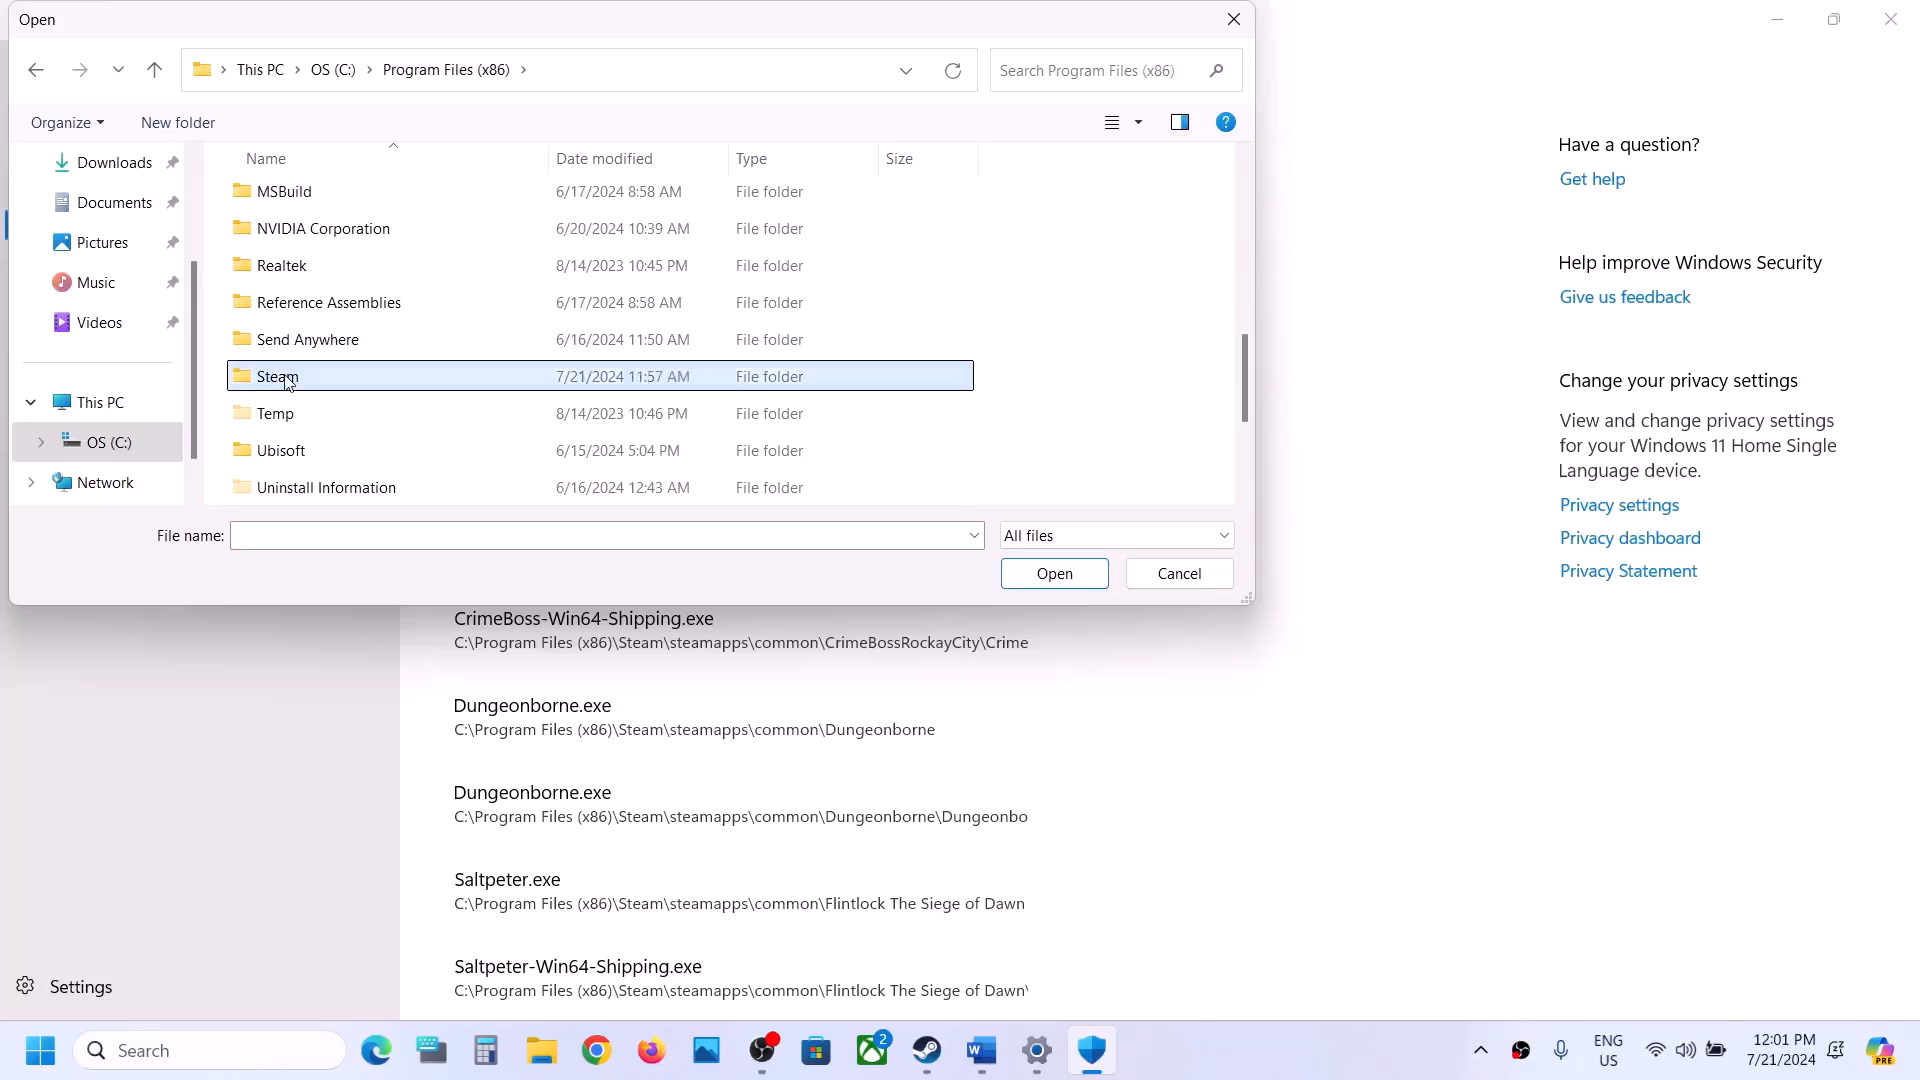 Open
This PC
OS (C:)
Program Files (x86)
Search Program Files (x86)
Organize
New folder
Name
Date modified
Type
Size
Downloads
Documents
Pictures
Music
Videos
This PC
OS (C:)
Network
MSBuild 6/17/2024 8:58 AM File folder
NVIDIA Corporation 6/20/2024 10:39 AM File folder
Realtek 8/14/2023 10:45 PM File folder
Reference Assemblies 6/17/2024 8:58 AM File folder
Send Anywhere 6/16/2024 11:50 AM File folder
Steam 7/21/2024 11:57 AM File folder
Temp 8/14/2023 10:46 PM File folder
Ubisoft 6/15/2024 5:04 PM File folder
Uninstall Information 6/16/2024 12:43 AM File folder
File name:
All files
Open
Cancel
Have a question?
Get help
Help improve Windows Security
Give us feedback
Change your privacy settings
View and change privacy settings
for your Windows 11 Home Single
Language device.
Privacy settings
Privacy dashboard
Privacy Statement
CrimeBoss-Win64-Shipping.exe
C:\Program Files (x86)\Steam\steamapps\common\CrimeBossRockayCity\Crime
Dungeonborne.exe
C:\Program Files (x86)\Steam\steamapps\common\Dungeonborne
Dungeonborne.exe
C:\Program Files (x86)\Steam\steamapps\common\Dungeonborne\Dungeonbo
Saltpeter.exe
C:\Program Files (x86)\Steam\steamapps\common\Flintlock The Siege of Dawn
Saltpeter-Win64-Shipping.exe
C:\Program Files (x86)\Steam\steamapps\common\Flintlock The Siege of Dawn\
Settings
Search
2
ENG
US
12:01 PM
7/21/2024
PRE